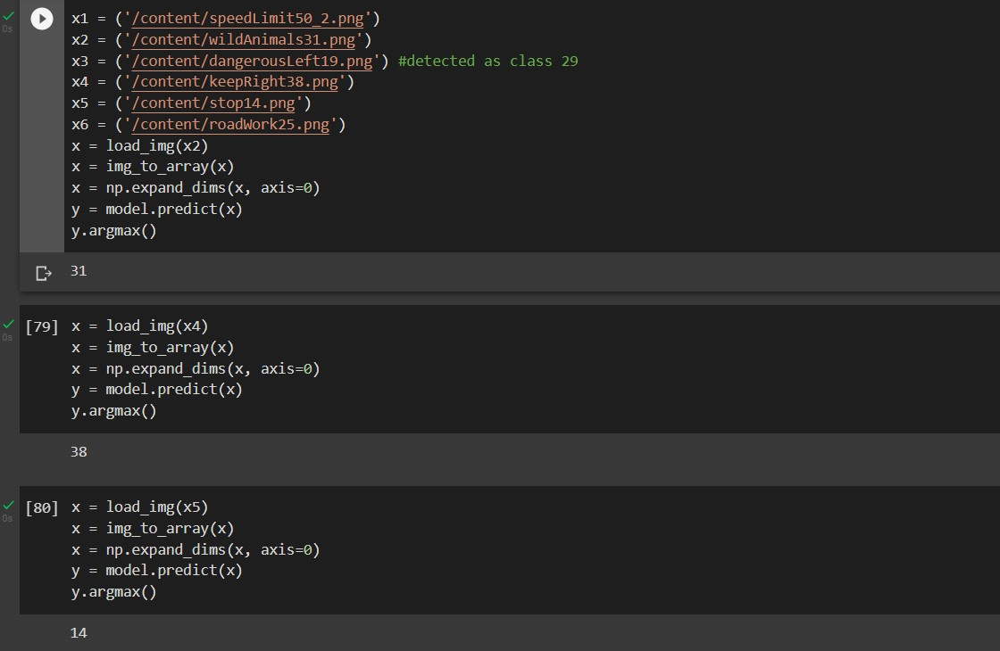 x1 = ('/content/speedLimit50_2.png')
0s
x2 = ('/content/wildAnimals31.png')
x3 = ('/content/dangerousLeft19.png') #detected as class 29
x4 = ('/content/keepRight38.png')
x5 = ('/content/stop14.png')
x6 = ('/content/roadWork25.png')
x = load_img(x2)
x = img_to_array(x)
x = np.expand_dims(x, axis=0)
y = model.predict(x)
y.argmax()
31
[79] x = load_img(x4)
0s
x = img_to_array(x)
x = np.expand_dims(x, axis=0)
y = model.predict(x)
y.argmax()
38
[80] x = load_img(x5)
0s
x = img_to_array(x)
x = np.expand_dims(x, axis=0)
y = model.predict(x)
y.argmax()
14